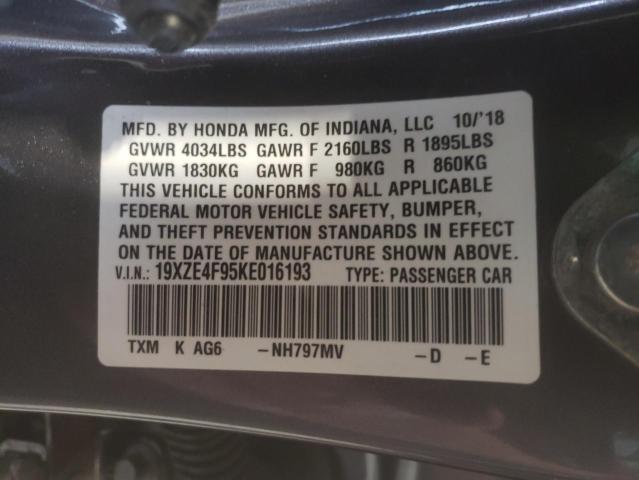 MFD. BY HONDA MFG. OF INDIANA, LLC 10/'18
GVWR 4034LBS GAWR F 2160LBS R 1895LBS
GVWR 1830KG GAWR F 980KG R 860KG
THIS VEHICLE CONFORMS TO ALL APPLICABLE
FEDERAL MOTOR VEHICLE SAFETY, BUMPER,
AND THEFT PREVENTION STANDARDS IN EFFECT
ON THE DATE OF MANUFACTURE SHOWN ABOVE.
V.I.N.: 19XZE4F95KE016193 TYPE: PASSENGER CAR
TXM K AG6 -NH797MV -D -E